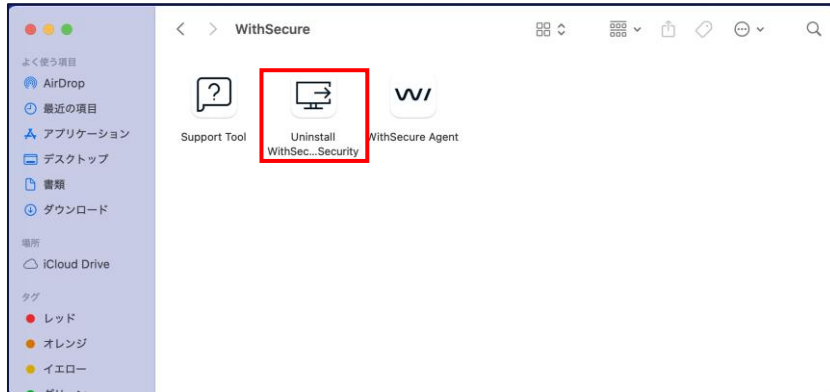 WithSecure
よく使う項目
AirDrop
最近の項目
アプリケーション
デスクトップ
書類
ダウンロード
場所
iCloud Drive
タグ
レッド
オレンジ
イエロー
Support Tool
Uninstall
WithSec...Security
WithSecure Agent